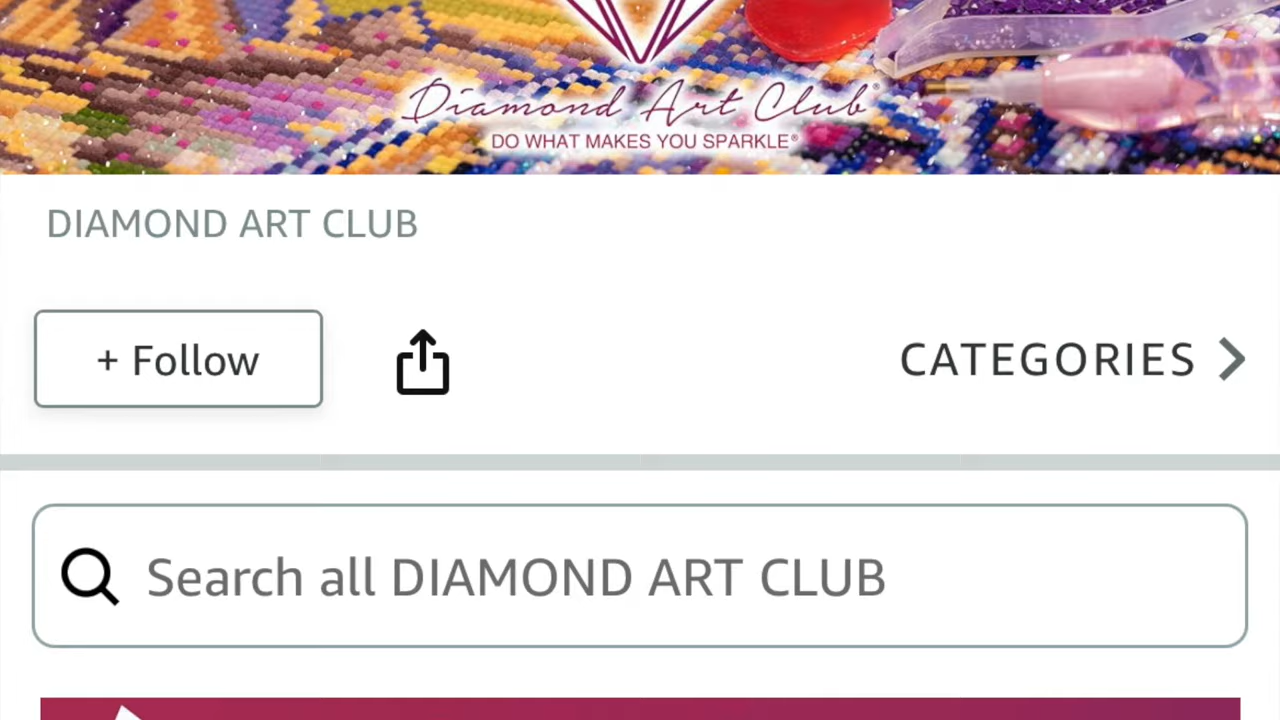 Diamond Art Club®
DO WHAT MAKES YOU SPARKLE®
DIAMOND ART CLUB
+ Follow
CATEGORIES
Search all DIAMOND ART CLUB